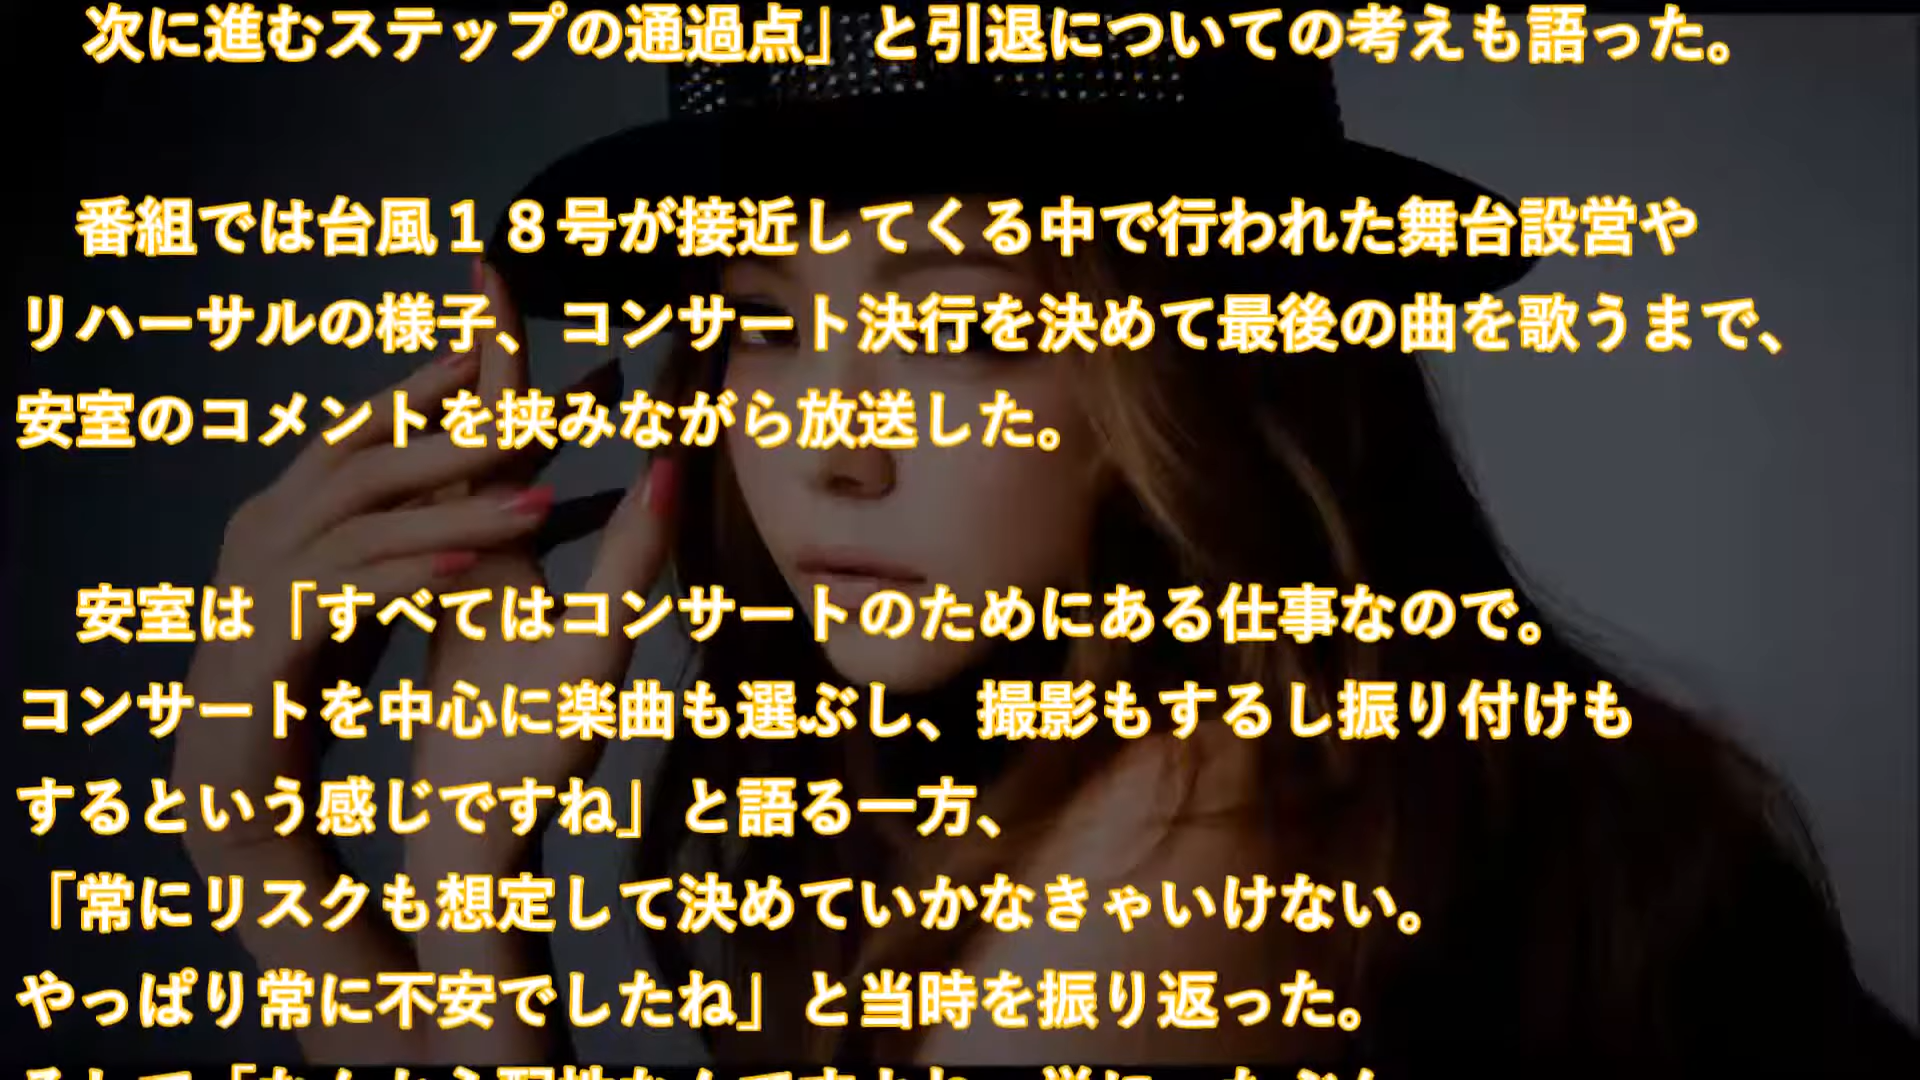 次に進むステップの通過点」と引退についての考えも語った。
番組では台風１８号が接近してくる中で行われた舞台設営や
リハーサルの様子、コンサート決行を決めて最後の曲を歌うまで、
安室のコメントを挟みながら放送した。
安室は「すべてはコンサートのためにある仕事なので。
コンサートを中心に楽曲も選ぶし、撮影もするし振り付けも
するという感じですね」と語る一方、
「常にリスクも想定して決めていかなきゃいけない。
やっぱり常に不安でしたね」と当時を振り返った。